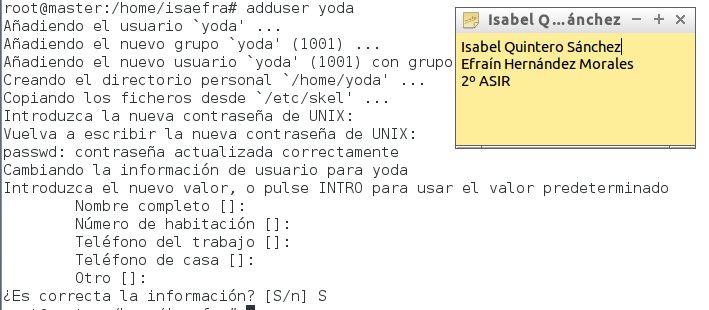 root@master:/home/isaefra# adduser yoda
Añadiendo el usuario `yoda' ...
Añadiendo el nuevo grupo `yoda' (1001) ...
Añadiendo el nuevo usuario `yoda' (1001) con grupo
Creando el directorio personal `/home/yoda' ...
Copiando los ficheros desde `/etc/skel' ...
Introduzca la nueva contraseña de UNIX:
Vuelva a escribir la nueva contraseña de UNIX:
passwd: contraseña actualizada correctamente
Cambiando la información de usuario para yoda
Introduzca el nuevo valor, o pulse INTRO para usar el valor predeterminado
Nombre completo []:
Número de habitación []:
Teléfono del trabajo []:
Teléfono de casa []:
Otro []:
¿Es correcta la información? [S/n] S
Isabel Q...ánchez
Isabel Quintero Sánchez
Efraín Hernández Morales
2º ASIR